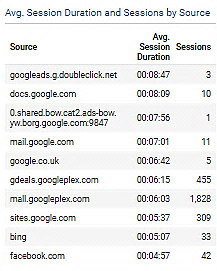 Avg. Session Duration and Sessions by Source
Source Avg. Session Duration Sessions
googleads.g.doubleclick.net 00:08:47 3
docs.google.com 00:08:09 10
0.shared.bow.cat2.ads-bow.
yw.borg.google.com:9847 00:07:56 1
mail.google.com 00:07:01 11
google.co.uk 00:06:42 5
gdeals.googleplex.com 00:06:15 455
mall.googleplex.com 00:06:03 1,828
sites.google.com 00:05:37 309
bing 00:05:07 33
facebook.com 00:04:57 42